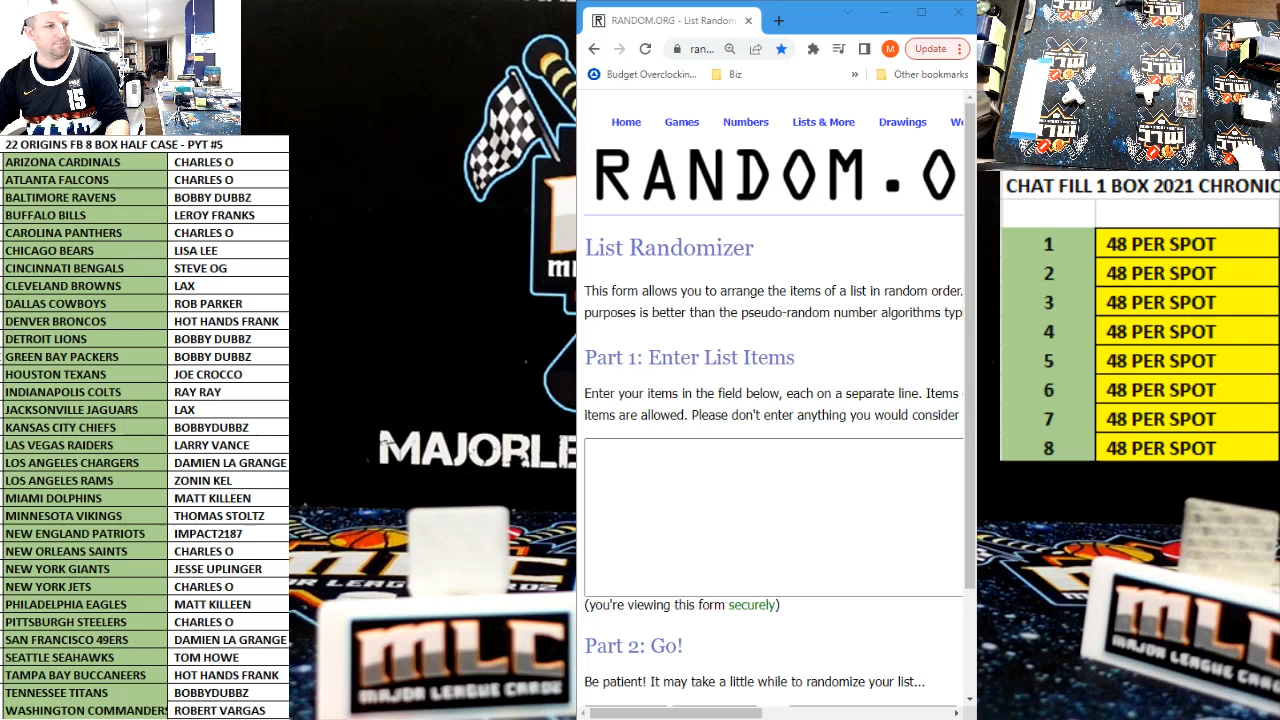 15
22 ORIGINS FB 8 BOX HALF CASE - PYT #5
ARIZONA CARDINALS CHARLES O
ATLANTA FALCONS CHARLES O
BALTIMORE RAVENS BOBBY DUBBZ
BUFFALO BILLS LEROY FRANKS
CAROLINA PANTHERS CHARLES O
CHICAGO BEARS LISA LEE
CINCINNATI BENGALS STEVE OG
CLEVELAND BROWNS LAX
DALLAS COWBOYS ROB PARKER
DENVER BRONCOS HOT HANDS FRANK
DETROIT LIONS BOBBY DUBBZ
GREEN BAY PACKERS BOBBY DUBBZ
HOUSTON TEXANS JOE CROCCO
INDIANAPOLIS COLTS RAY RAY
JACKSONVILLE JAGUARS LAX
KANSAS CITY CHIEFS BOBBYDUBBZ
LAS VEGAS RAIDERS LARRY VANCE
LOS ANGELES CHARGERS DAMIEN LA GRANGE
LOS ANGELES RAMS ZONIN KEL
MIAMI DOLPHINS MATT KILLEEN
MINNESOTA VIKINGS THOMAS STOLTZ
NEW ENGLAND PATRIOTS IMPACT2187
NEW ORLEANS SAINTS CHARLES O
NEW YORK GIANTS JESSE UPLINGER
NEW YORK JETS CHARLES O
PHILADELPHIA EAGLES MATT KILLEEN
PITTSBURGH STEELERS CHARLES O
SAN FRANCISCO 49ERS DAMIEN LA GRANGE
SEATTLE SEAHAWKS TOM HOWE
TAMPA BAY BUCCANEERS HOT HANDS FRANK
TENNESSEE TITANS BOBBYDUBBZ
WASHINGTON COMMANDERS ROBERT VARGAS
MAJORLE
MLC
MAJOR LEAGUE CARDZ
RANDOM.ORG - List Random
ran...
M
Update
Budget Overclockin...
Biz
»
Other bookmarks
Home Games Numbers Lists & More Drawings We
RANDOM.O
List Randomizer
This form allows you to arrange the items of a list in random order.
purposes is better than the pseudo-random number algorithms typ
Part 1: Enter List Items
Enter your items in the field below, each on a separate line. Items
items are allowed. Please don't enter anything you would consider
(you're viewing this form securely)
Part 2: Go!
Be patient! It may take a little while to randomize your list...
CHAT FILL 1 BOX 2021 CHRONIC
1 48 PER SPOT
2 48 PER SPOT
3 48 PER SPOT
4 48 PER SPOT
5 48 PER SPOT
6 48 PER SPOT
7 48 PER SPOT
8 48 PER SPOT
MLC
MAJOR LEAGUE CARDZ